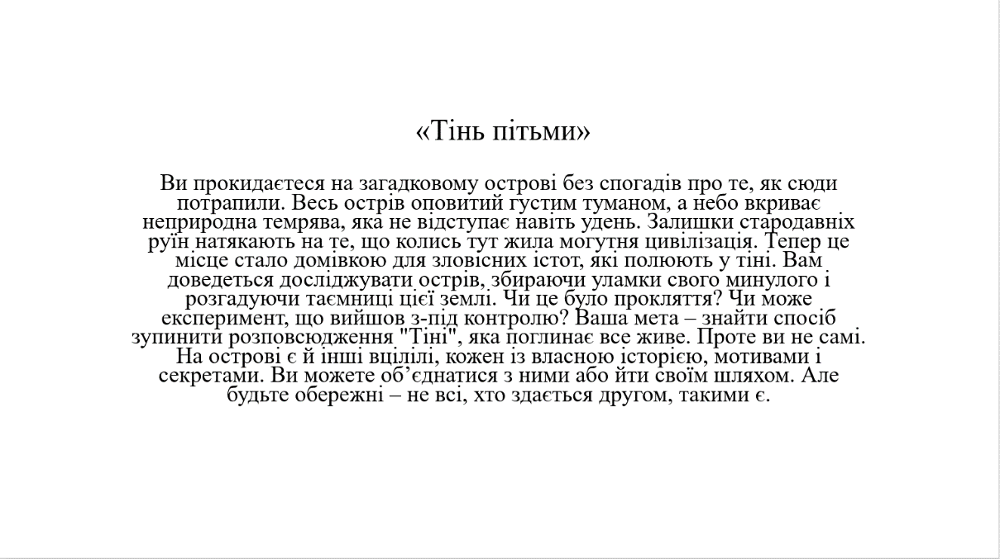 «Тінь пітьми»
Ви прокидаєтеся на загадковому острові без спогадів про те, як сюди
потрапили. Весь острів оповитий густим туманом, а небо вкриває
неприродна темрява, яка не відступає навіть удень. Залишки стародавніх
руїн натякають на те, що колись тут жила могутня цивілізація. Тепер це
місце стало домівкою для зловісних істот, які полюють у тіні. Вам
доведеться досліджувати острів, збираючи уламки свого минулого і
розгадуючи таємниці цієї землі. Чи це було прокляття? Чи може
експеримент, що вийшов з-під контролю? Ваша мета – знайти спосіб
зупинити розповсюдження "Тіні", яка поглинає все живе. Проте ви не самі.
На острові є й інші вцілілі, кожен із власною історією, мотивами і
секретами. Ви можете об’єднатися з ними або йти своїм шляхом. Але
будьте обережні – не всі, хто здається другом, такими є.